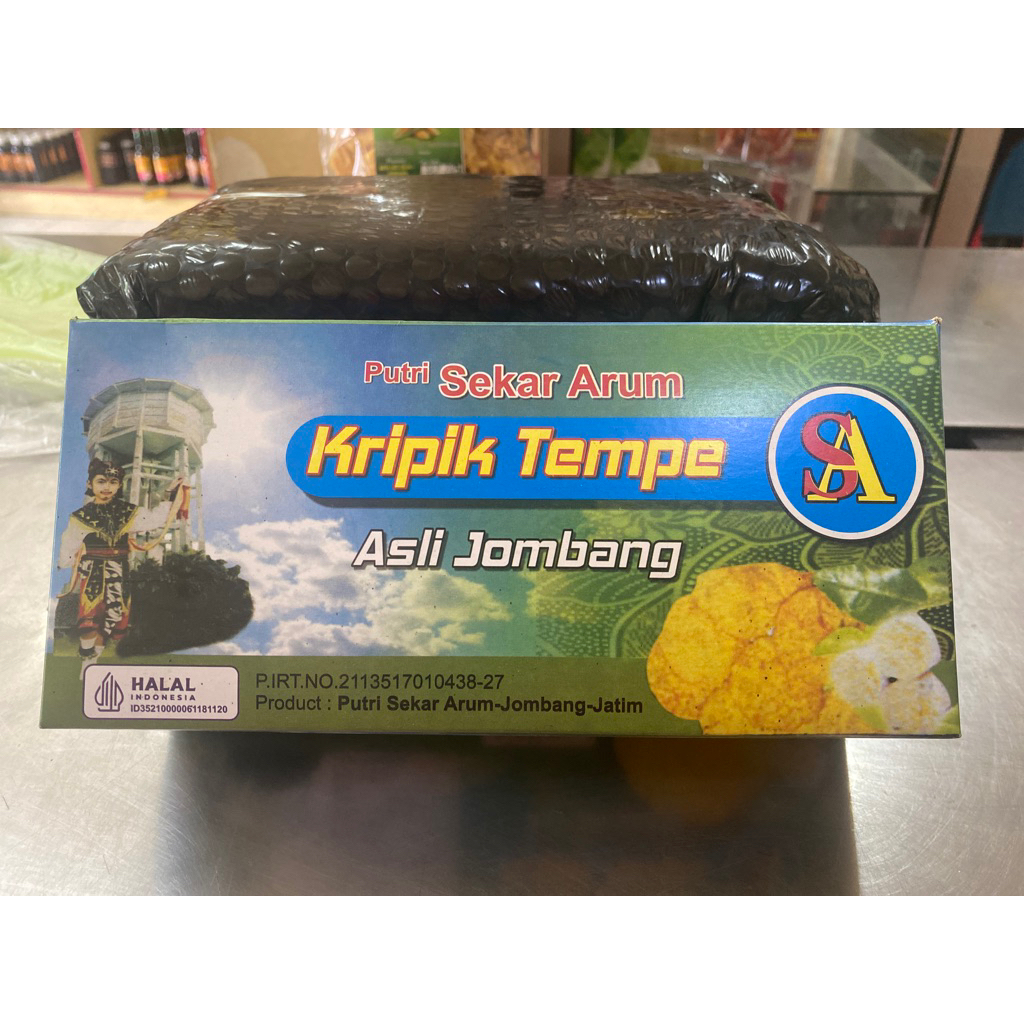 Putri Sekar Arum
Kripik Tempe
SA
Asli Jombang
HALAL
INDONESIA
ID35210000061181120
P.IRT.NO.2113517010438-27
Product : Putri Sekar Arum-Jombang-Jatim